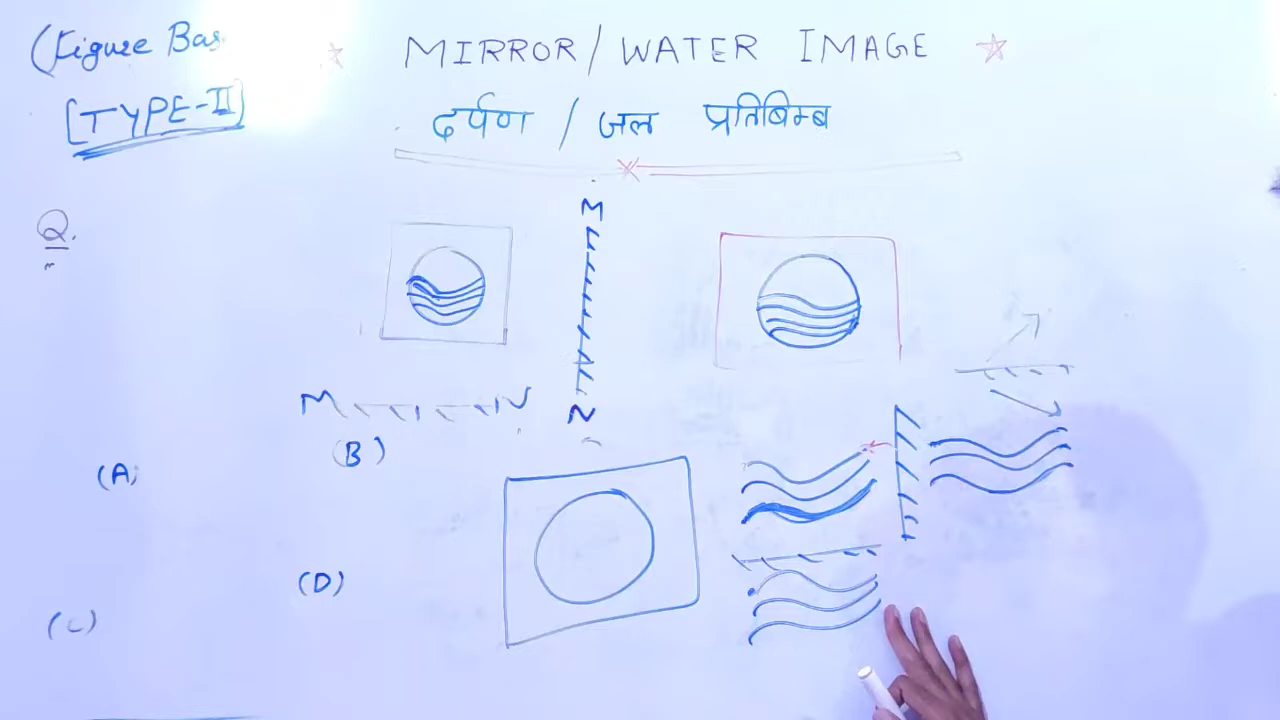 (Figure Bas
MIRROR/WATER IMAGE
[TYPE-II]
दर्पण / जल प्रतिबिम्ब
Q.
M
N
M N
(A)
(B)
(C)
(D)